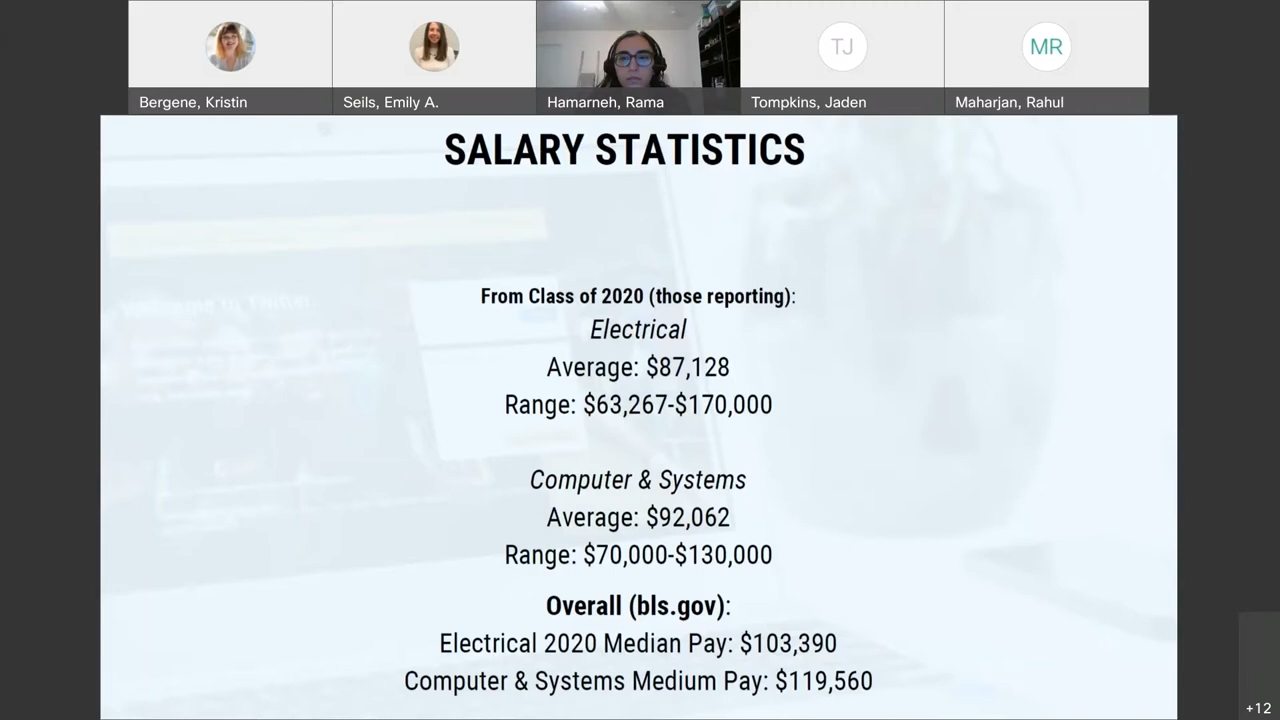 Bergene, Kristin
Seils, Emily A.
Hamarneh, Rama
TJ
Tompkins, Jaden
MR
Maharjan, Rahul
SALARY STATISTICS
From Class of 2020 (those reporting):
Electrical
Average: $87,128
Range: $63,267-$170,000
Computer & Systems
Average: $92,062
Range: $70,000-$130,000
Overall (bls.gov):
Electrical 2020 Median Pay: $103,390
Computer & Systems Medium Pay: $119,560
+12